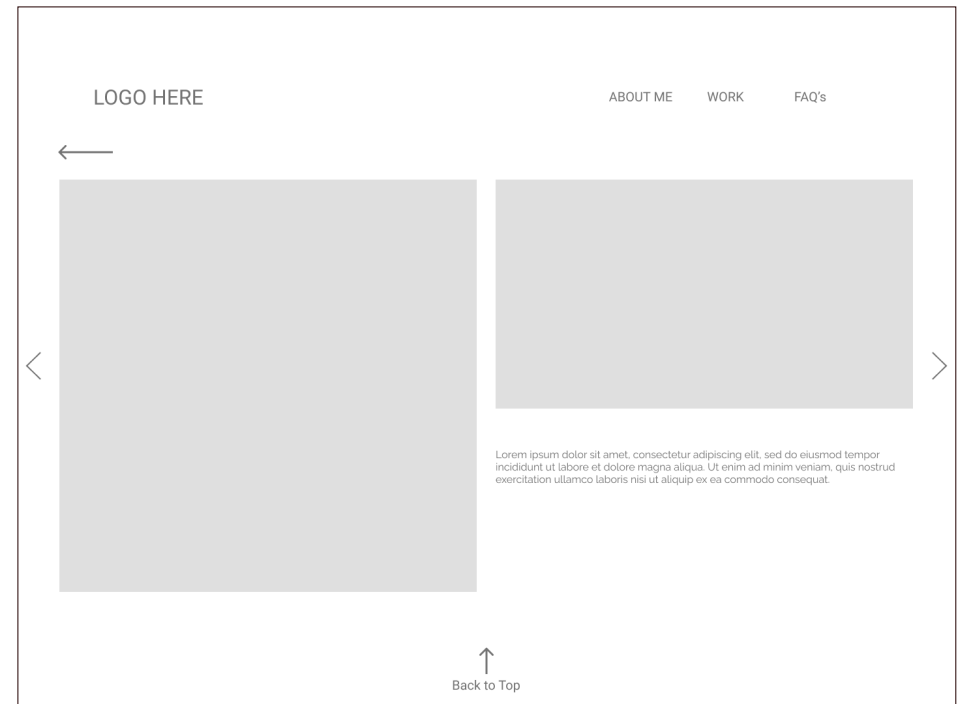 LOGO HERE
ABOUT ME WORK FAQ's
Lorem ipsum dolor sit amet, consectetur adipiscing elit, sed do eiusmod tempor
incididunt ut labore et dolore magna aliqua. Ut enim ad minim veniam, quis nostrud
exercitation ullamco laboris nisi ut aliquip ex ea commodo consequat.
Back to Top